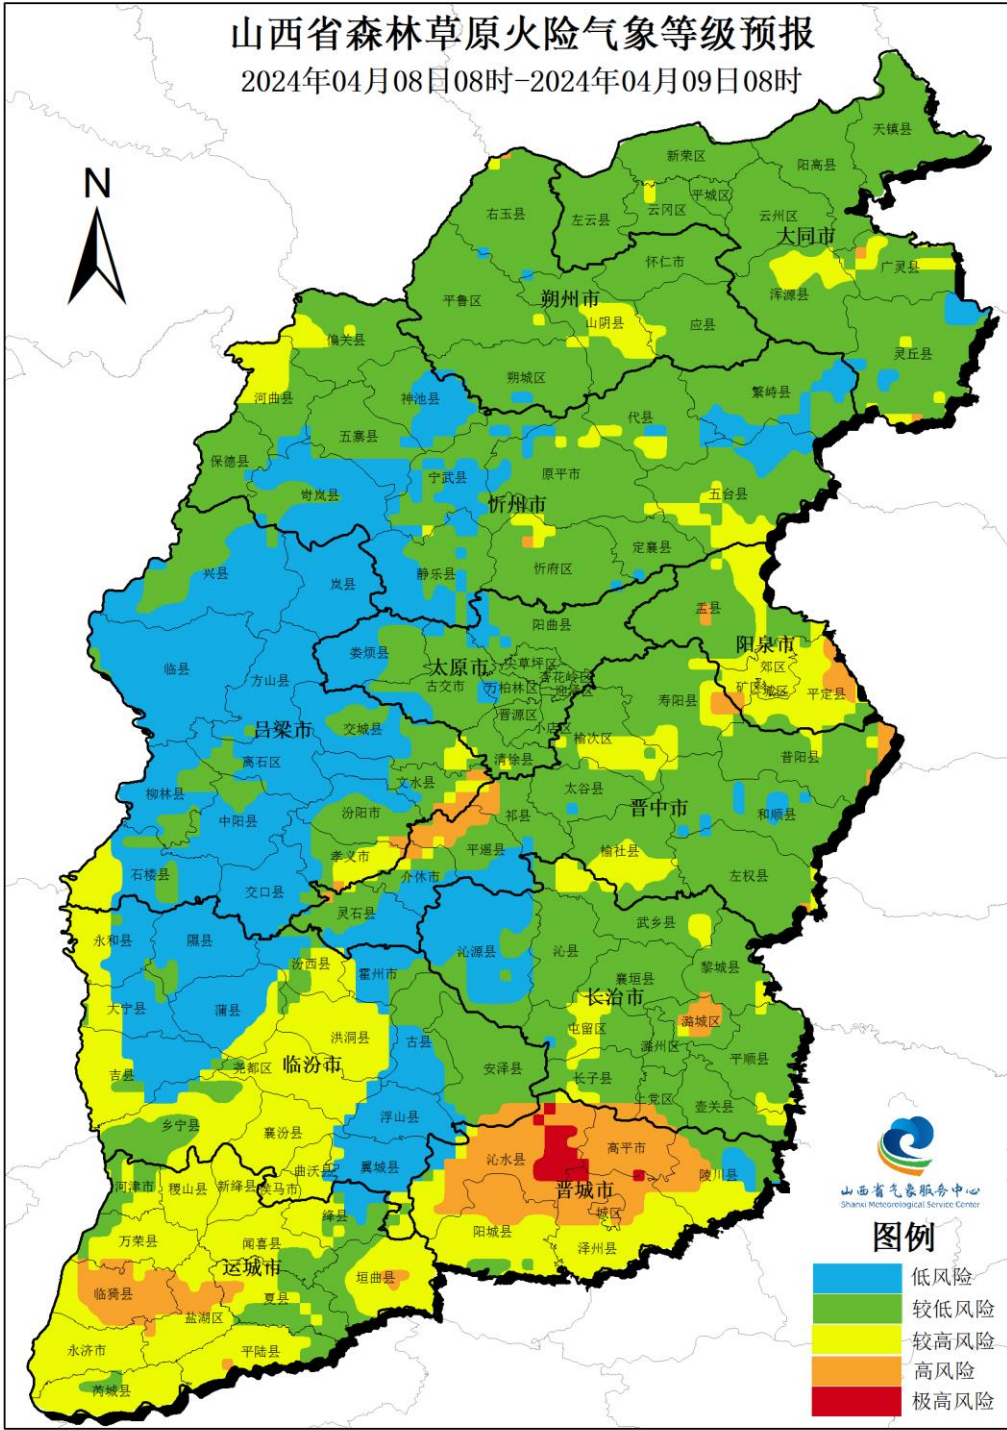 山西省森林草原火险气象等级预报
2024年04月08日08时-2024年04月09日08时
N
天镇县
新荣区
阳高县
平城区
右玉县
左云县
云冈区
云州区
大同市
怀仁市
广灵县
平鲁区
朔州市
浑源县
山阴县
应县
偏关县
灵丘县
朔城区
河曲县
神池县
繁峙县
代县
五寨县
保德县
宁武县
原平市
岢岚县
五台县
忻州市
定襄县
兴县
岚县
静乐县
忻府区
盂县
阳曲县
阳泉市
娄烦县
太原市
尖草坪区
郊区
临县
方山县
古交市
万柏林区
杏花岭区
迎泽区
矿区
城区
平定县
寿阳县
晋源区
吕梁市
交城县
小店区
榆次区
清徐县
昔阳县
离石区
文水县
太谷县
柳林县
晋中市
中阳县
汾阳市
祁县
和顺县
孝义市
平遥县
榆社县
石楼县
交口县
介休市
左权县
灵石县
武乡县
永和县
隰县
沁源县
沁县
汾西县
霍州市
襄垣县
黎城县
长治市
大宁县
蒲县
潞城区
洪洞县
古县
屯留区
潞州区
尧都区
临汾市
安泽县
平顺县
吉县
长子县
上党区
壶关县
浮山县
乡宁县
襄汾县
高平市
沁水县
曲沃县
翼城县
陵川县
晋城市
河津市
稷山县
新绛县
侯马市
绛县
城区
阳城县
万荣县
闻喜县
泽州县
运城市
垣曲县
临猗县
夏县
盐湖区
永济市
平陆县
芮城县
山西省气象服务中心
Shanxi Meteorological Service Center
图例
低风险
较低风险
较高风险
高风险
极高风险